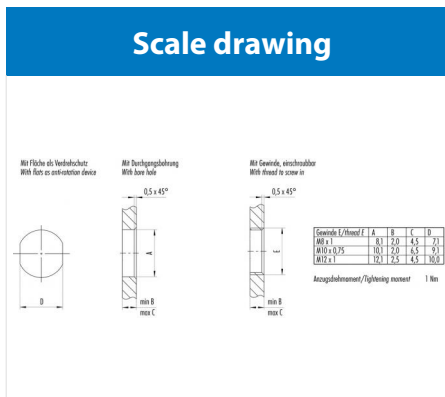 Scale drawing
Mit Fläche als Verdrehschutz
With flats as anti-rotation device
Mit Durchgangsbohrung
With bore hole
Mit Gewinde, einschraubbar
With thread to screw in
0,5 x 45°
0,5 x 45°
A
E
D
min B
max C
min B
max C
Gewinde E/thread E A B C D
M8 x 1 8,1 2,0 4,5 7,1
M10 x 0,75 10,1 2,0 6,5 9,1
M12 x 1 12,1 2,5 4,5 10,0
Anzugsdrehmoment/Tightening moment 1 Nm